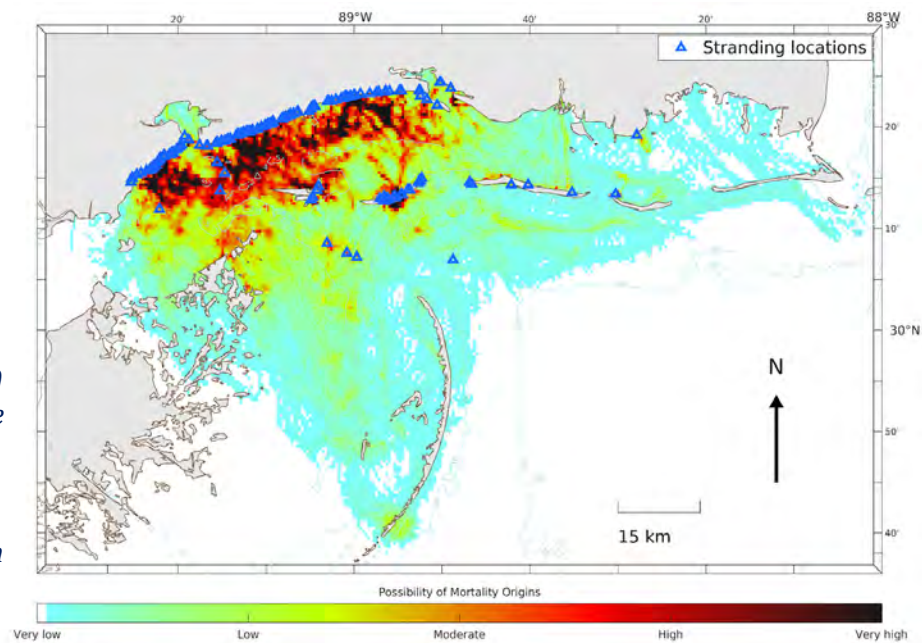 20'
89°W
40'
20'
88°W
30'
Stranding locations
20'
10'
30°N
N
50'
15 km
40'
n
e
n
Possibility of Mortality Origins
Very low
Low
Moderate
High
Very high